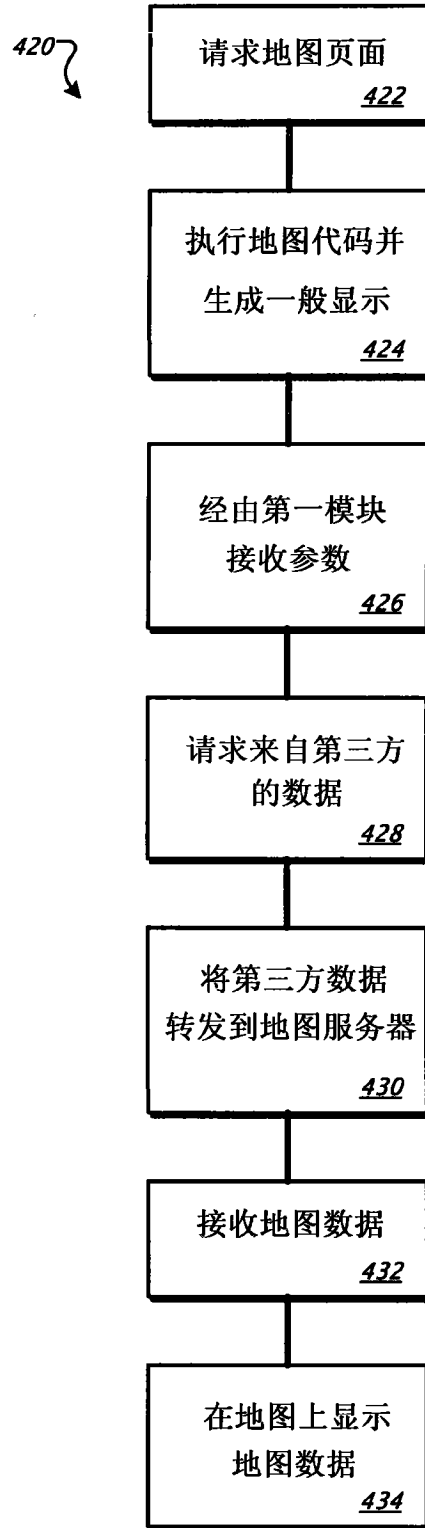 420
请求地图页面
422
执行地图代码并
生成一般显示
424
经由第一模块
接收参数
426
请求来自第三方
的数据
428
将第三方数据
转发到地图服务器
430
接收地图数据
432
在地图上显示
地图数据
434